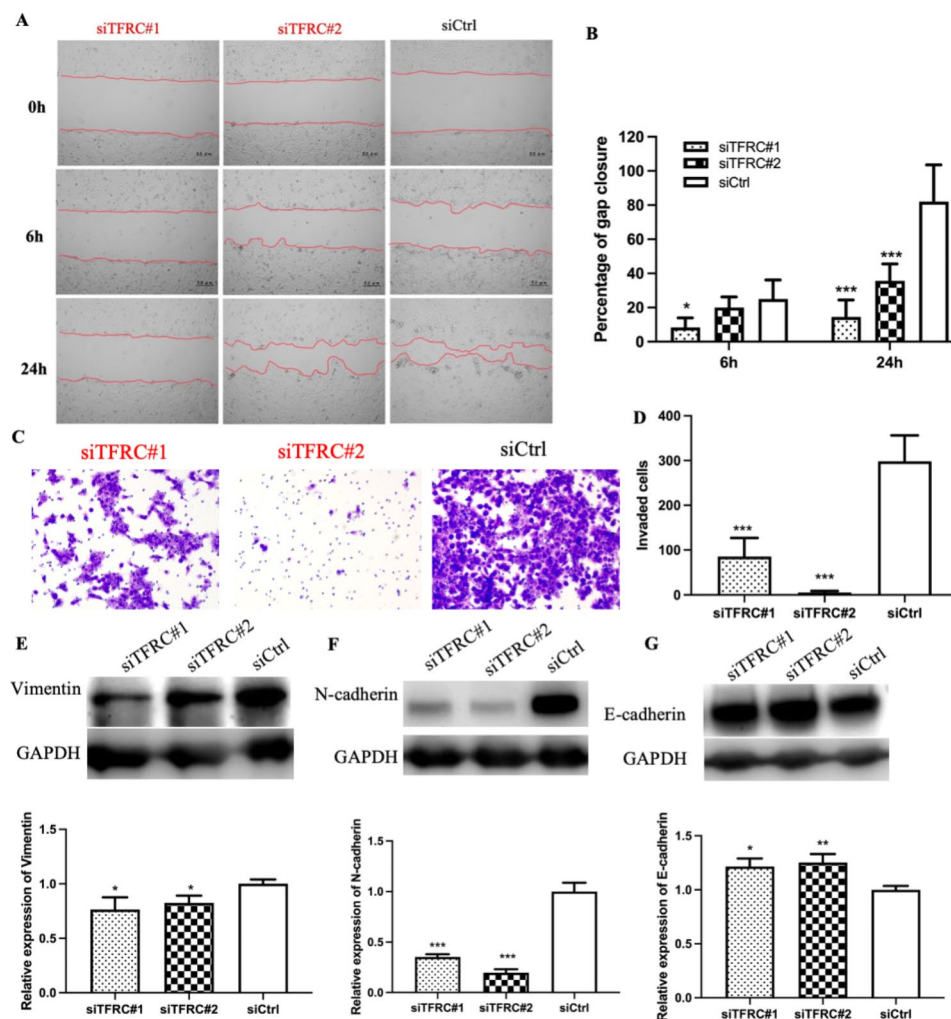 A
siTFRC#1
siTFRC#2
siCtrl
0h
6h
24h
B
siTFRC#1
siTFRC#2
siCtrl
Percentage of gap closure
120
100
80
60
40
20
0
*
***
***
6h
24h
C
siTFRC#1
siTFRC#2
siCtrl
D
Invaded cells
400
300
200
100
0
***
***
siTFRC#1
siTFRC#2
siCtrl
E
siTFRC#1
siTFRC#2
siCtrl
Vimentin
GAPDH
Relative expression of Vimentin
1.5
1.0
0.5
0.0
*
*
siTFRC#1
siTFRC#2
siCtrl
F
siTFRC#1
siTFRC#2
siCtrl
N-cadherin
GAPDH
Relative expression of N-cadherin
1.5
1.0
0.5
0.0
***
***
siTFRC#1
siTFRC#2
siCtrl
G
siTFRC#1
siTFRC#2
siCtrl
E-cadherin
GAPDH
Relative expression of E-cadherin
1.5
1.0
0.5
0.0
*
**
siTFRC#1
siTFRC#2
siCtrl